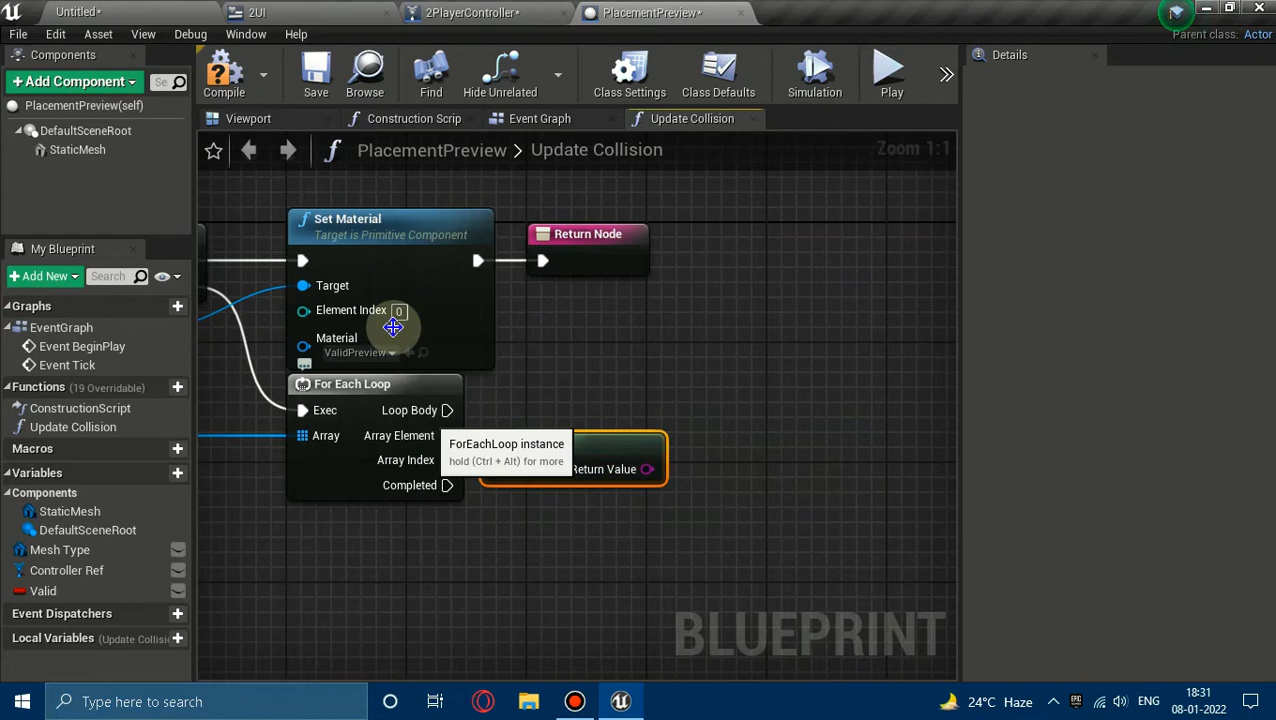 Untitled*
2UI
2PlayerController*
PlacementPreview*
File
Edit
Asset
View
Debug
Window
Help
Parent class: Actor
Components
Details
+Add Component
Se
Compile
Save
Browse
Find
Hide Unrelated
Class Settings
Class Defaults
Simulation
Play
PlacementPreview(self)
DefaultSceneRoot
StaticMesh
Viewport
Construction Scrip
Event Graph
Update Collision
PlacementPreview > Update Collision
Zoom 1:1
My Blueprint
+Add New
Search
Graphs
EventGraph
Event BeginPlay
Event Tick
Functions (19 Overridable)
ConstructionScript
Update Collision
Macros
Variables
Components
StaticMesh
DefaultSceneRoot
Mesh Type
Controller Ref
Valid
Event Dispatchers
Local Variables (Update Collisi
Set Material
Target is Primitive Component
Target
Element Index 0
Material
ValidPreview
Return Node
For Each Loop
Exec
Loop Body
Array
Array Element
Array Index
Completed
ForEachLoop instance
hold (Ctrl + Alt) for more
Return Value
BLUEPRINT
Type here to search
24°C Haze
ENG
18:31
08-01-2022